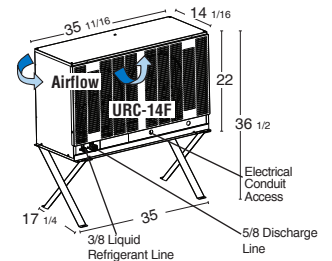 35 11/16
14 1/16
Airflow
URC-14F
22
36 1/2
Electrical
Conduit
Access
17 1/4
35
5/8 Discharge
Line
3/8 Liquid
Refrigerant Line